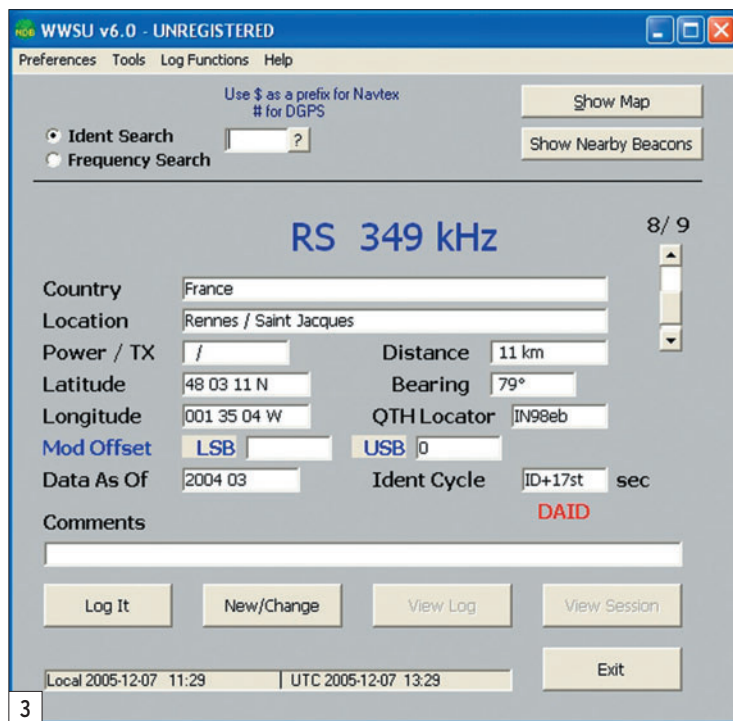 NDB WWSU v6.0 - UNREGISTERED
Preferences Tools Log Functions Help
Use $ as a prefix for Navtex
# for DGPS
Show Map
Ident Search
?
Show Nearby Beacons
Frequency Search
RS 349 kHz
8/ 9
Country France
Location Rennes / Saint Jacques
Power / TX / Distance 11 km
Latitude 48 03 11 N Bearing 79°
Longitude 001 35 04 W QTH Locator IN98eb
Mod Offset LSB USB 0
Data As Of 2004 03 Ident Cycle ID+17st sec
DAID
Comments
Log It New/Change View Log View Session
Exit
Local 2005-12-07 11:29 UTC 2005-12-07 13:29
3